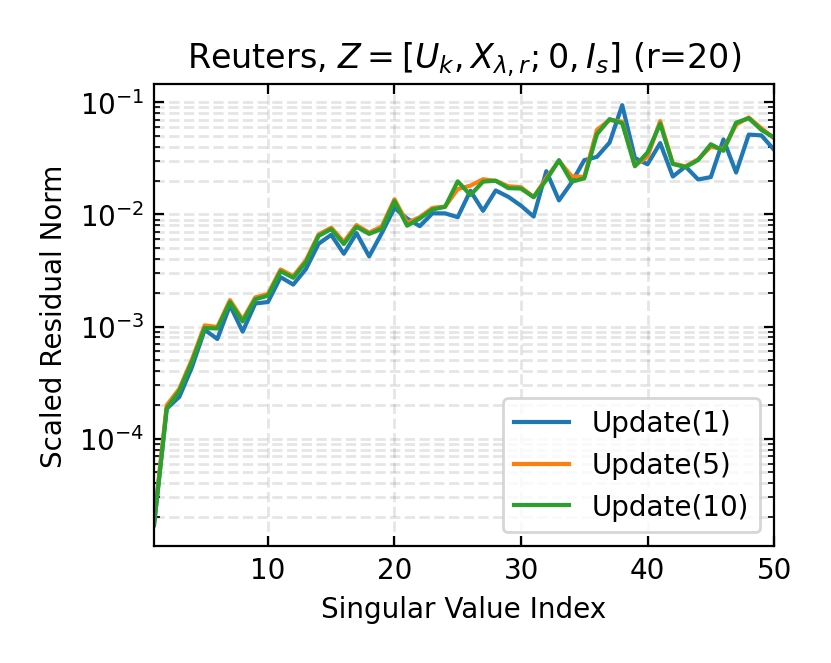 Reuters, Z = [U_k, X_{λ,r}; 0, I_s] (r=20)
Scaled Residual Norm
10^{-1}
10^{-2}
10^{-3}
10^{-4}
Update(1)
Update(5)
Update(10)
10 20 30 40 50
Singular Value Index